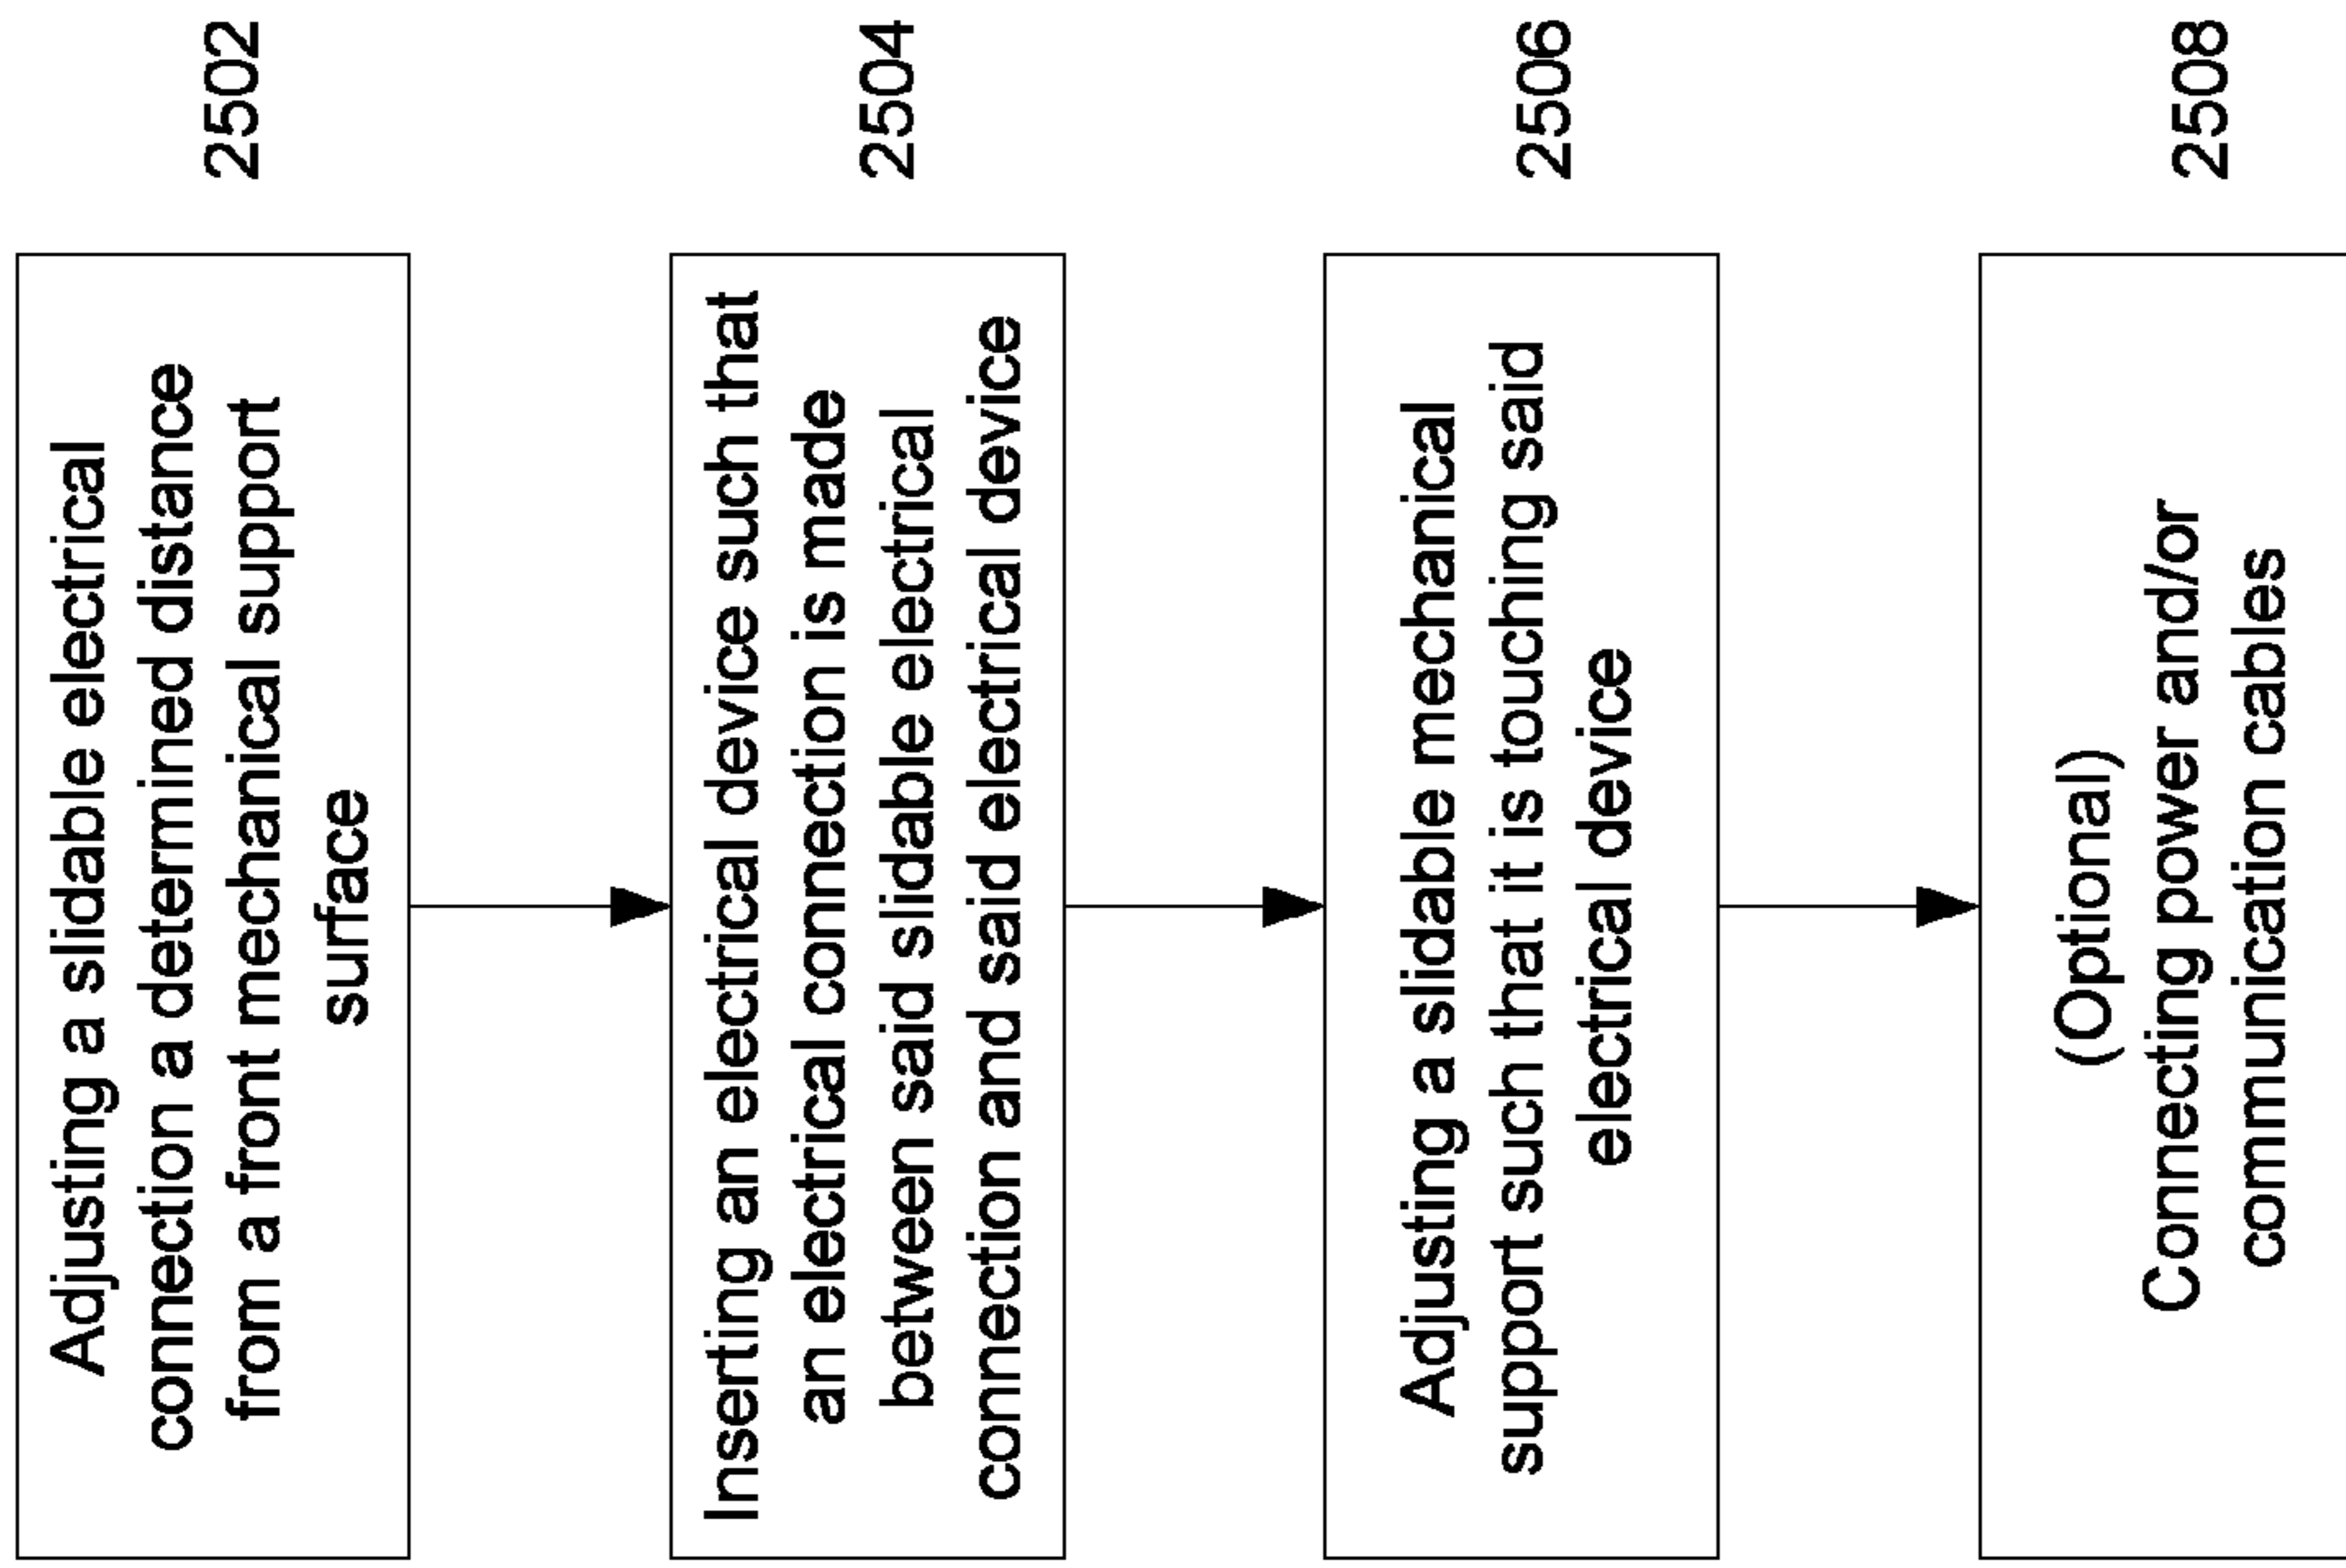 Adjusting a slidable electrical
connection a determined distance
from a front mechanical support
surface
2502
Inserting an electrical device such that
an electrical connection is made
between said slidable electrical
connection and said electrical device
2504
Adjusting a slidable mechanical
support such that it is touching said
electrical device
2506
(Optional)
Connecting power and/or
communication cables
2508